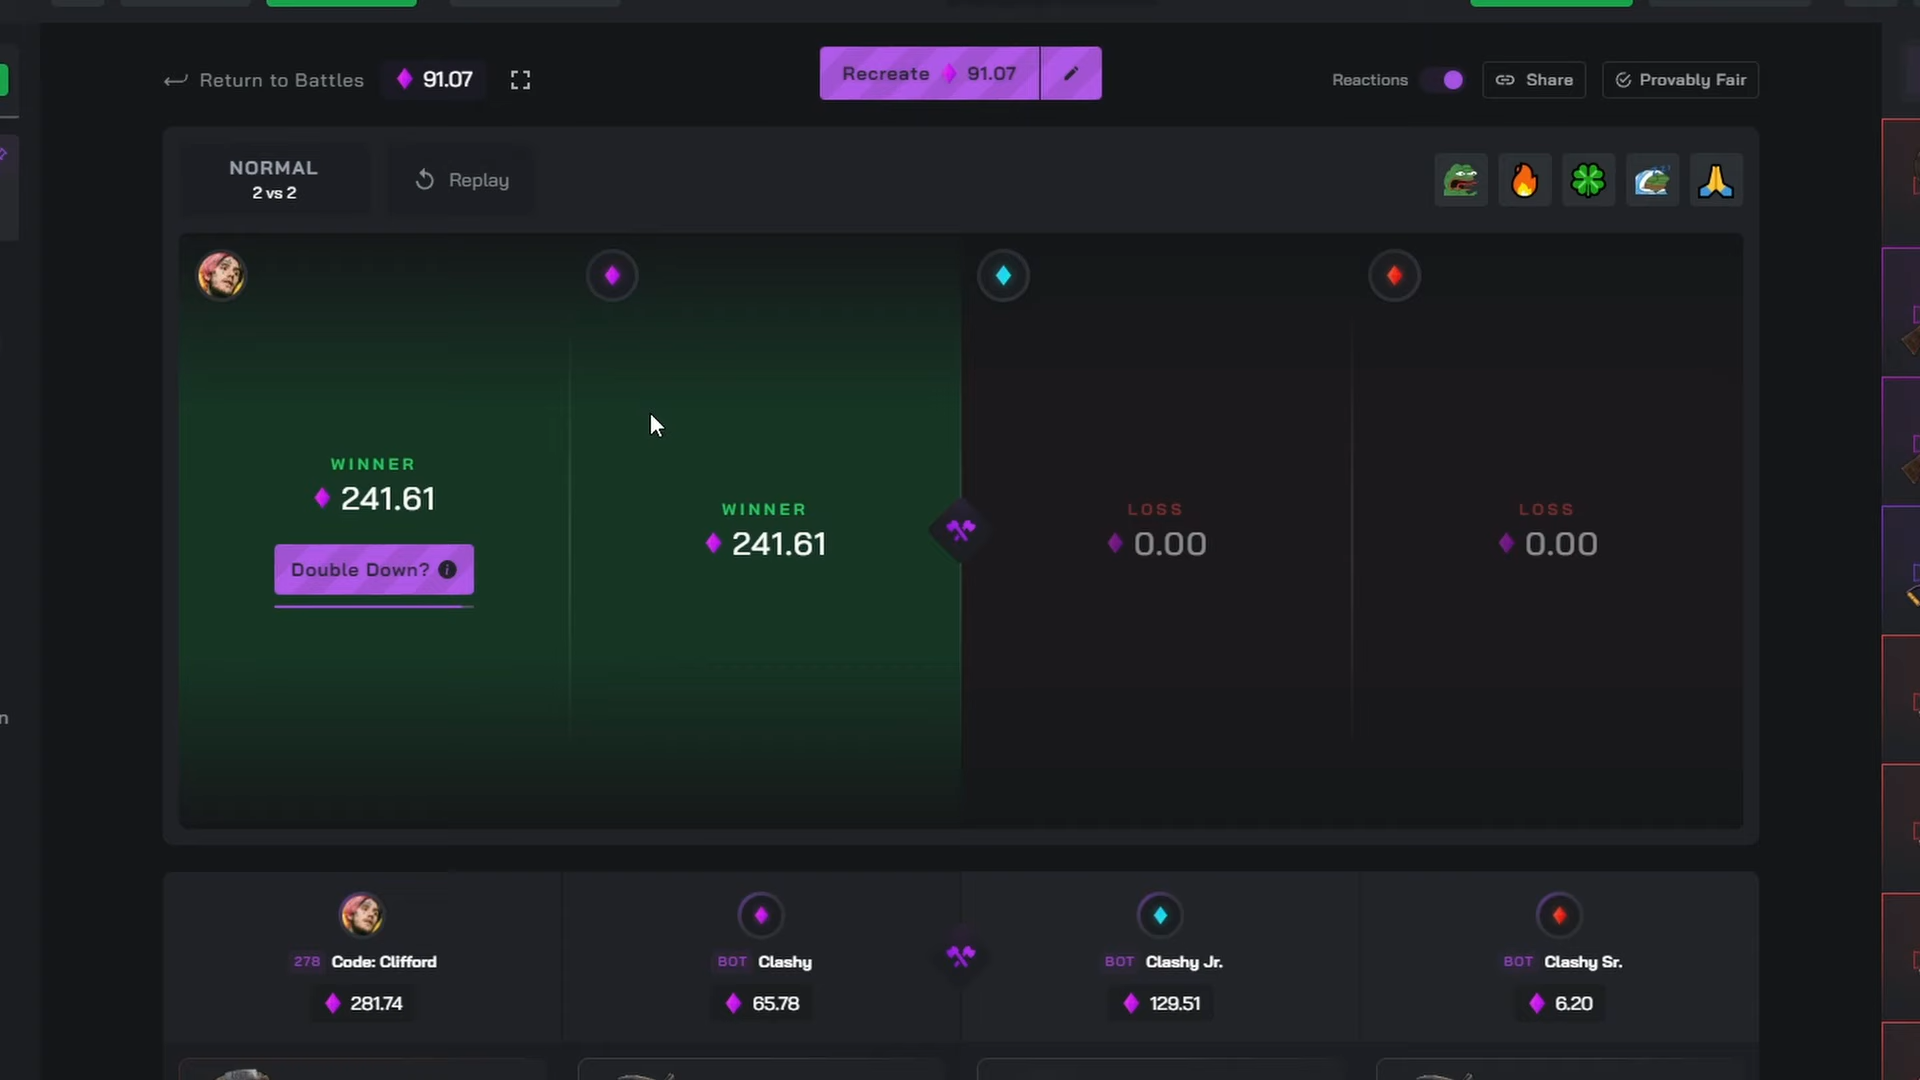 Return to Battles
91.07
Recreate 91.07
Reactions
Share
Provably Fair
NORMAL
2 vs 2
Replay
WINNER
241.61
Double Down?
WINNER
241.61
LOSS
0.00
LOSS
0.00
278 Code: Clifford
281.74
BOT Clashy
65.78
BOT Clashy Jr.
129.51
BOT Clashy Sr.
6.20
n